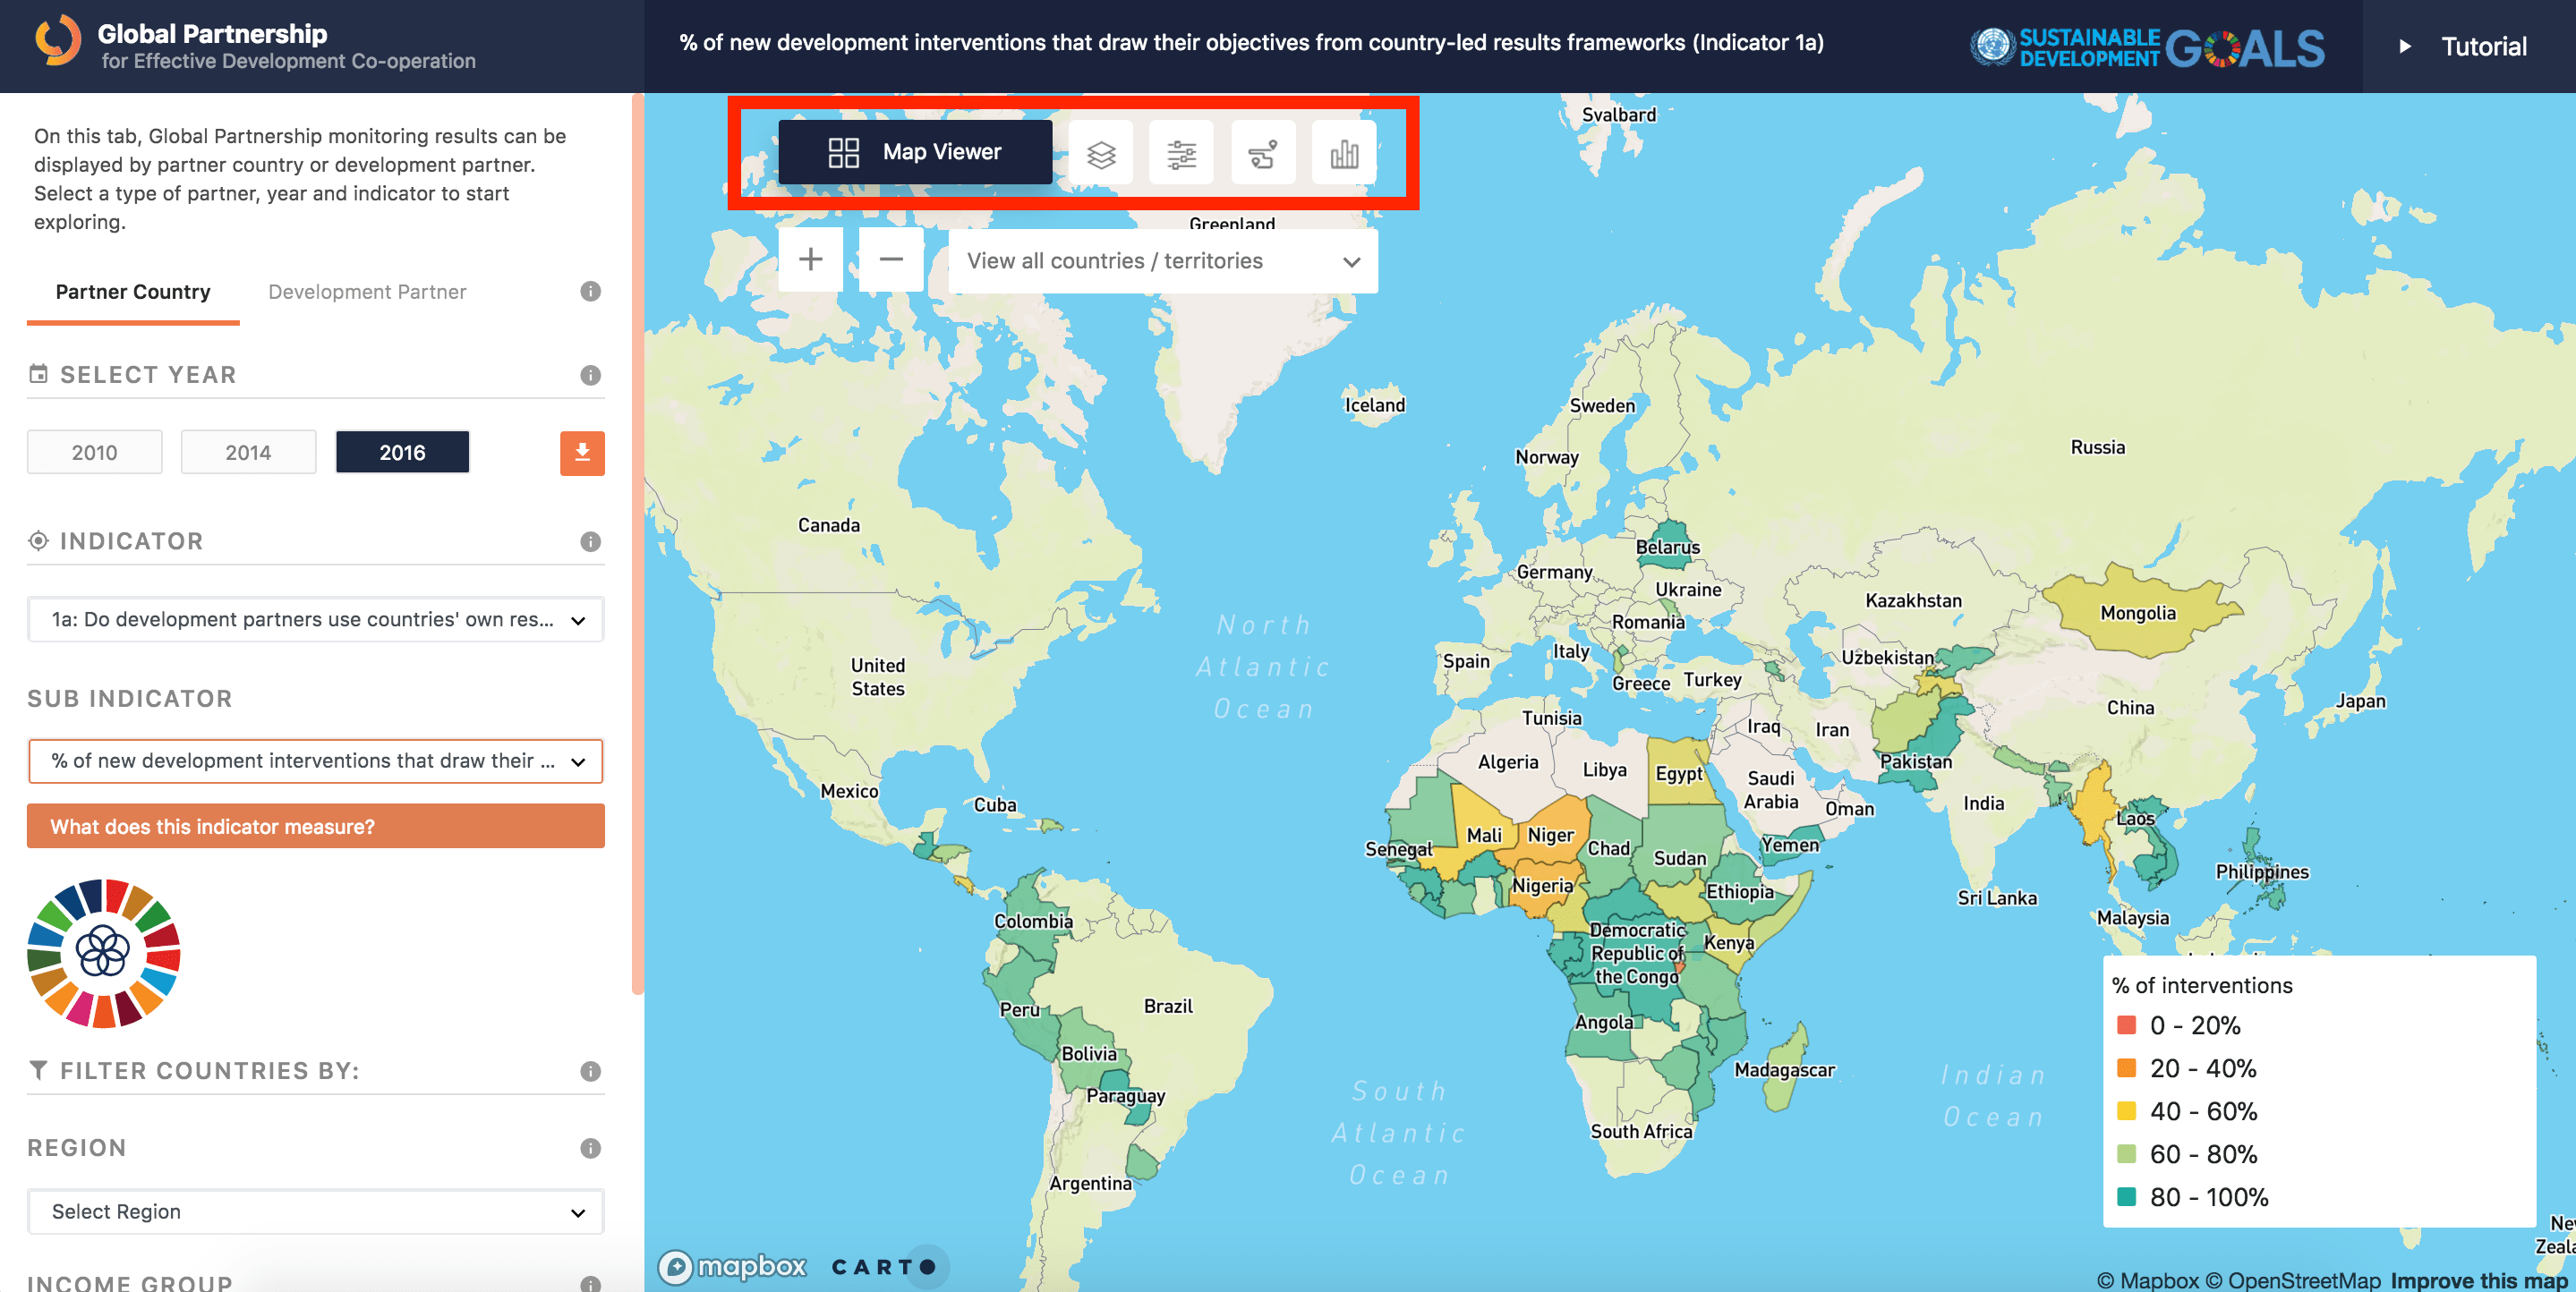 Global Partnership
for Effective Development Co-operation
% of new development interventions that draw their objectives from country-led results frameworks (Indicator 1a)
SUSTAINABLE
DEVELOPMENT
GOALS
Tutorial
On this tab, Global Partnership monitoring results can be
displayed by partner country or development partner.
Select a type of partner, year and indicator to start
exploring.
Partner Country
Development Partner
SELECT YEAR
2010
2014
2016
INDICATOR
1a: Do development partners use countries' own res...
SUB INDICATOR
% of new development interventions that draw their ...
What does this indicator measure?
FILTER COUNTRIES BY:
REGION
Select Region
INCOME GROUP
Map Viewer
View all countries / territories
Svalbard
Greenland
Iceland
Sweden
Norway
Russia
Canada
Belarus
Germany
Ukraine
Kazakhstan
Mongolia
Romania
North
Atlantic
Ocean
United
States
Spain
Italy
Uzbekistan
Greece
Turkey
Japan
China
Tunisia
Iraq
Iran
Algeria
Libya
Egypt
Pakistan
Saudi
Arabia
Oman
India
Mexico
Cuba
Laos
Mali
Niger
Senegal
Chad
Sudan
Yemen
Philippines
Nigeria
Ethiopia
Sri Lanka
Malaysia
Colombia
Democratic
Republic of
the Congo
Kenya
Peru
Brazil
Angola
Bolivia
Madagascar
Paraguay
South
Atlantic
Ocean
Indian
Ocean
South Africa
Argentina
% of interventions
0 - 20%
20 - 40%
40 - 60%
60 - 80%
80 - 100%
mapbox
CARTO
© Mapbox © OpenStreetMap Improve this map